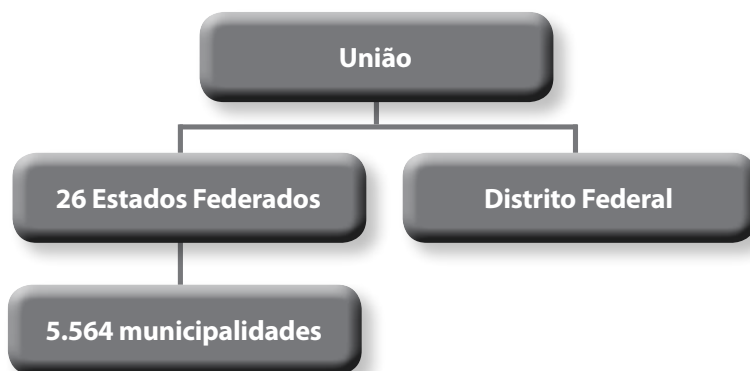 União
26 Estados Federados
Distrito Federal
5.564 municipalidades